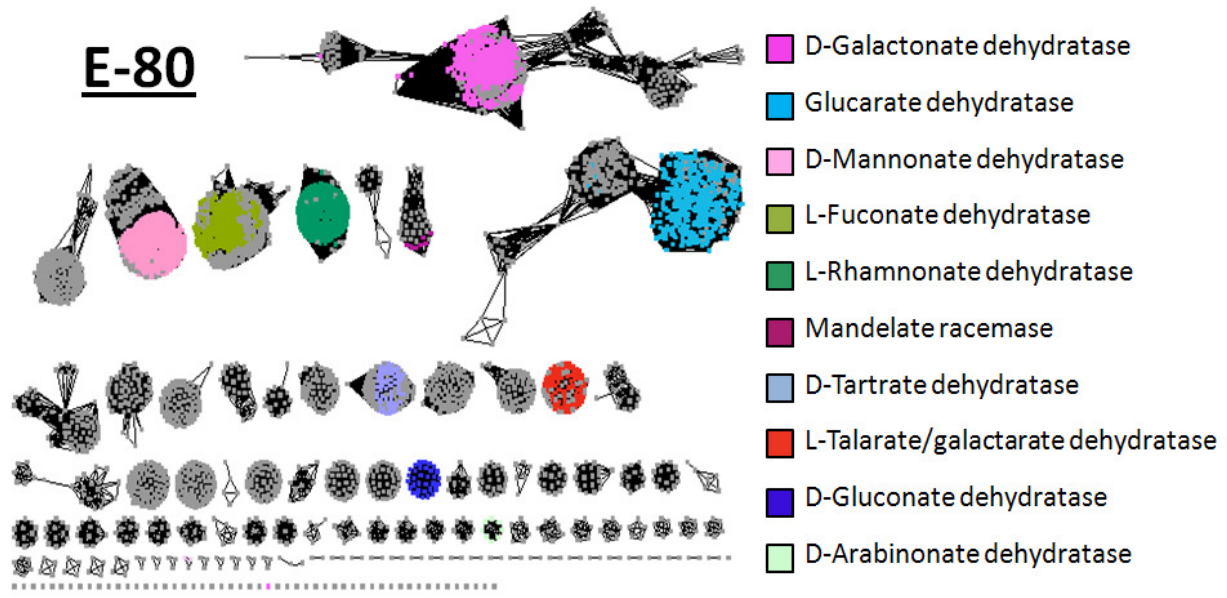 E-80
D-Galactonate dehydratase
Glucarate dehydratase
D-Mannonate dehydratase
L-Fuconate dehydratase
L-Rhamnonate dehydratase
Mandelate racemase
D-Tartrate dehydratase
L-Talarate/galactarate dehydratase
D-Gluconate dehydratase
D-Arabinonate dehydratase